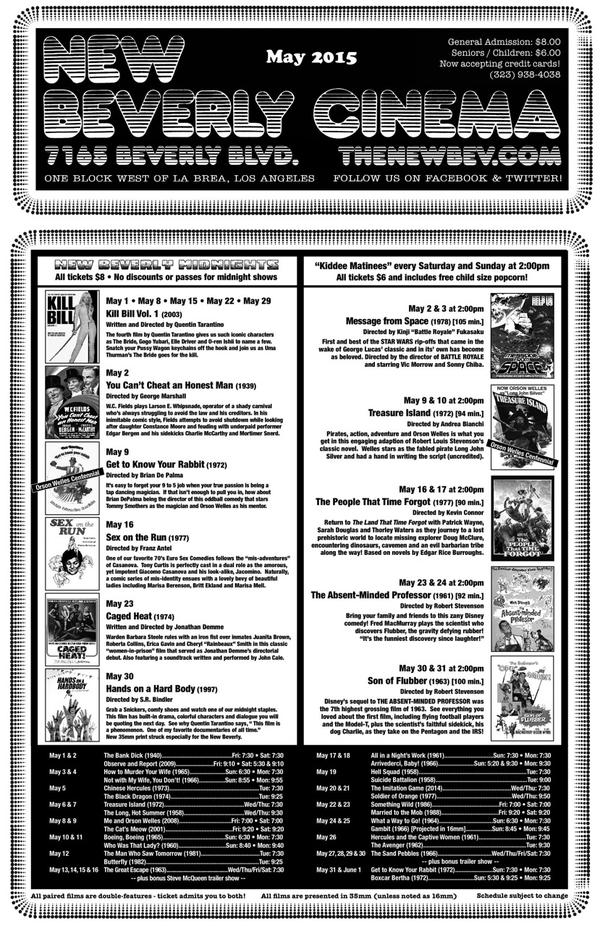 NEW
BEVERLY CINEMA
May 2015
General Admission: $8.00
Seniors / Children: $6.00
Now accepting credit cards!
(323) 938-4038
7165 BEVERLY BLVD.
THENEWBEV.COM
ONE BLOCK WEST OF LA BREA, LOS ANGELES
FOLLOW US ON FACEBOOK & TWITTER!
NEW BEVERLY MIDNIGHTS
All tickets $8 • No discounts or passes for midnight shows
KILL
BILL
May 1 • May 8 • May 15 • May 22 • May 29
Kill Bill Vol. 1 (2003)
Written and Directed by Quentin Tarantino
The fourth film by Quentin Tarantino gives us such iconic characters
as The Bride, Gogo Yubari, Elle Driver and O-ren Ishii to name a few.
Snatch your Pussy Wagon keychains off the hook and join us as Uma
Thurman's The Bride goes for the kill.
W.C. FIELDS
You Can't
Cheat an
Honest Man
BERGEN McCARTHY
May 2
You Can't Cheat an Honest Man (1939)
Directed by George Marshall
W.C. Fields plays Larson E. Whipsnade, operator of a shady carnival
who's always struggling to avoid the law and his creditors. In his
inimitable comic style, Fields attempts to avoid shutdown while looking
after daughter Constance Moore and feuding with underpaid performer
Edgar Bergen and his sidekicks Charlie McCarthy and Mortimer Snerd.
Orson Welles Centennial
May 9
Get to Know Your Rabbit (1972)
Directed by Brian De Palma
It's easy to forget your 9 to 5 job when your true passion is being a
tap dancing magician. If that isn't enough to pull you in, how about
Brian DePalma being the director of this oddball comedy that stars
Tommy Smothers as the magician and Orson Welles as his mentor.
SEX on the
RUN
May 16
Sex on the Run (1977)
Directed by Franz Antel
One of our favorite 70's Euro Sex Comedies follows the "mis-adventures"
of Casanova. Tony Curtis is perfectly cast in a dual role as the amorous,
yet impotent Giacomo Casanova and his look-alike, Jacomino. Naturally,
a comic series of mis-identity ensues with a lovely bevy of beautiful
ladies including Marisa Berenson, Britt Ekland and Marisa Mell.
CAGED
HEAT!
May 23
Caged Heat (1974)
Written and Directed by Jonathan Demme
Warden Barbara Steele rules with an iron fist over inmates Juanita Brown,
Roberta Collins, Erica Gavin and Cheryl "Rainbeaux" Smith in this classic
"women-in-prison" film that served as Jonathan Demme's directorial
debut. Also featuring a soundtrack written and performed by John Cale.
HANDS on a
HARDBODY
May 30
Hands on a Hard Body (1997)
Directed by S.R. Bindler
Grab a Snickers, comfy shoes and watch one of our midnight staples.
This film has built-in drama, colorful characters and dialogue you will
be quoting the next day. See why Quentin Tarantino says, "This film is
a phenomenon. One of my favorite documentaries of all time."
New 35mm print struck especially for the New Beverly.
"Kiddee Matinees" every Saturday and Sunday at 2:00pm
All tickets $6 and includes free child size popcorn!
May 2 & 3 at 2:00pm
Message from Space (1978) [105 min.]
Directed by Kinji "Battle Royale" Fukasaku
First and best of the STAR WARS rip-offs that came in the
wake of George Lucas' classic and in its' own has become
as beloved. Directed by the director of BATTLE ROYALE
and starring Vic Morrow and Sonny Chiba.
SPACE
May 9 & 10 at 2:00pm
Treasure Island (1972) [94 min.]
Directed by Andrea Bianchi
Pirates, action, adventure and Orson Welles is what you
get in this engaging adaption of Robert Louis Stevenson's
classic novel. Welles stars as the fabled pirate Long John
Silver and had a hand in writing the script (uncredited).
NOW ORSON WELLES
"Long John Silver"
TREASURE ISLAND
Orson Welles Centennial
May 16 & 17 at 2:00pm
The People That Time Forgot (1977) [90 min.]
Directed by Kevin Connor
Return to The Land That Time Forgot with Patrick Wayne,
Sarah Douglas and Thorley Waters as they journey to a lost
prehistoric world to locate missing explorer Doug McClure,
encountering dinosaurs, cavemen and an evil barbarian tribe
along the way! Based on novels by Edgar Rice Burroughs.
THE
PEOPLE
That TIME
FORGOT
May 23 & 24 at 2:00pm
The Absent-Minded Professor (1961) [92 min.]
Directed by Robert Stevenson
Bring your family and friends to this zany Disney
comedy! Fred MacMurray plays the scientist who
discovers Flubber, the gravity defying rubber!
"It's the funniest discovery since laughter!"
Walt Disney's
Absent-Minded
Professor
May 30 & 31 at 2:00pm
Son of Flubber (1963) [100 min.]
Directed by Robert Stevenson
Disney's sequel to THE ABSENT-MINDED PROFESSOR was
the 7th highest grossing film of 1963. See everything you
loved about the first film, including flying football players
and the Model-T, plus the scientist's faithful sidekick, his
dog Charlie, as they take on the Pentagon and the IRS!
SON of
FLUBBER
May 1 & 2 The Bank Dick (1940) Fri: 7:30 • Sat: 7:30
Observe and Report (2009) Fri: 9:10 • Sat: 5:30 & 9:10
May 3 & 4 How to Murder Your Wife (1965) Sun: 6:30 • Mon: 7:30
Not with My Wife, You Don't! (1966) Sun: 8:55 • Mon: 9:55
May 5 Chinese Hercules (1973) Tue: 7:30
The Black Dragon (1974) Tue: 9:25
May 6 & 7 Treasure Island (1972) Wed/Thu: 7:30
The Long, Hot Summer (1958) Wed/Thu: 9:30
May 8 & 9 Me and Orson Welles (2008) Fri: 7:00 • Sat: 7:00
The Cat's Meow (2001) Fri: 9:20 • Sat: 9:20
May 10 & 11 Boeing, Boeing (1965) Sun: 6:30 • Mon: 7:30
Who Was That Lady? (1960) Sun: 8:40 • Mon: 9:40
May 12 The Man Who Saw Tomorrow (1981) Tue: 7:30
Butterfly (1982) Tue: 9:25
May 13, 14, 15 & 16 The Great Escape (1963) Wed/Thu/Fri/Sat: 7:30
-- plus bonus Steve McQueen trailer show --
May 17 & 18 All in a Night's Work (1961) Sun: 7:30 • Mon: 7:30
Arrivederci, Baby! (1966) Sun: 5:20 & 9:30 • Mon: 9:30
May 19 Hell Squad (1958) Tue: 7:30
Suicide Battalion (1958) Tue: 9:00
May 20 & 21 The Imitation Game (2014) Wed/Thu: 7:30
Soldier of Orange (1977) Wed/Thu: 9:50
May 22 & 23 Something Wild (1986) Fri: 7:00 • Sat: 7:00
Married to the Mob (1988) Fri: 9:20 • Sat: 9:20
May 24 & 25 What a Way to Go! (1964) Sun: 6:30 • Mon: 7:30
Gambit (1966) [Projected in 16mm] Sun: 8:45 • Mon: 9:45
May 26 Hercules and the Captive Women (1961) Tue: 7:30
The Avenger (1962) Tue: 9:30
May 27, 28, 29 & 30 The Sand Pebbles (1966) Wed/Thu/Fri/Sat: 7:30
-- plus bonus trailer show --
May 31 & June 1 Get to Know Your Rabbit (1972) Sun: 7:30 • Mon: 7:30
Boxcar Bertha (1972) Sun: 5:30 & 9:25 • Mon: 9:25
All paired films are double-features - ticket admits you to both!
All films are presented in 35mm (unless noted as 16mm)
Schedule subject to change